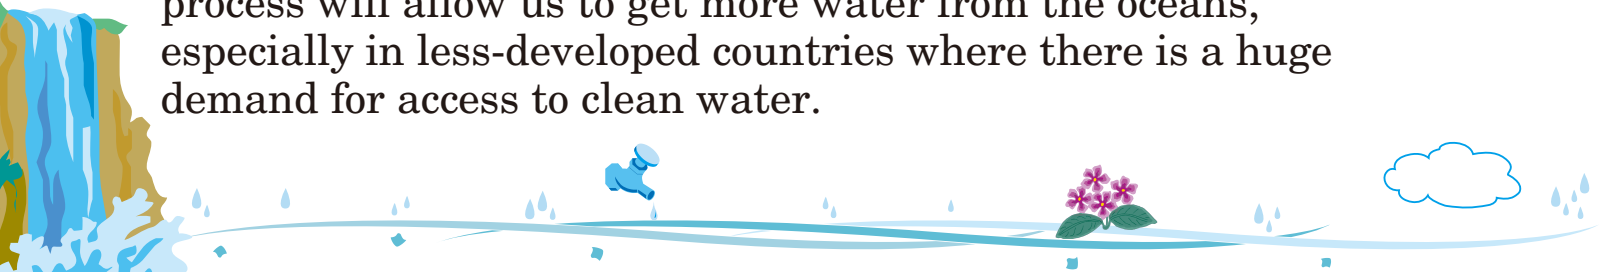 process will allow us to get more water from the oceans,
especially in less-developed countries where there is a huge
demand for access to clean water.